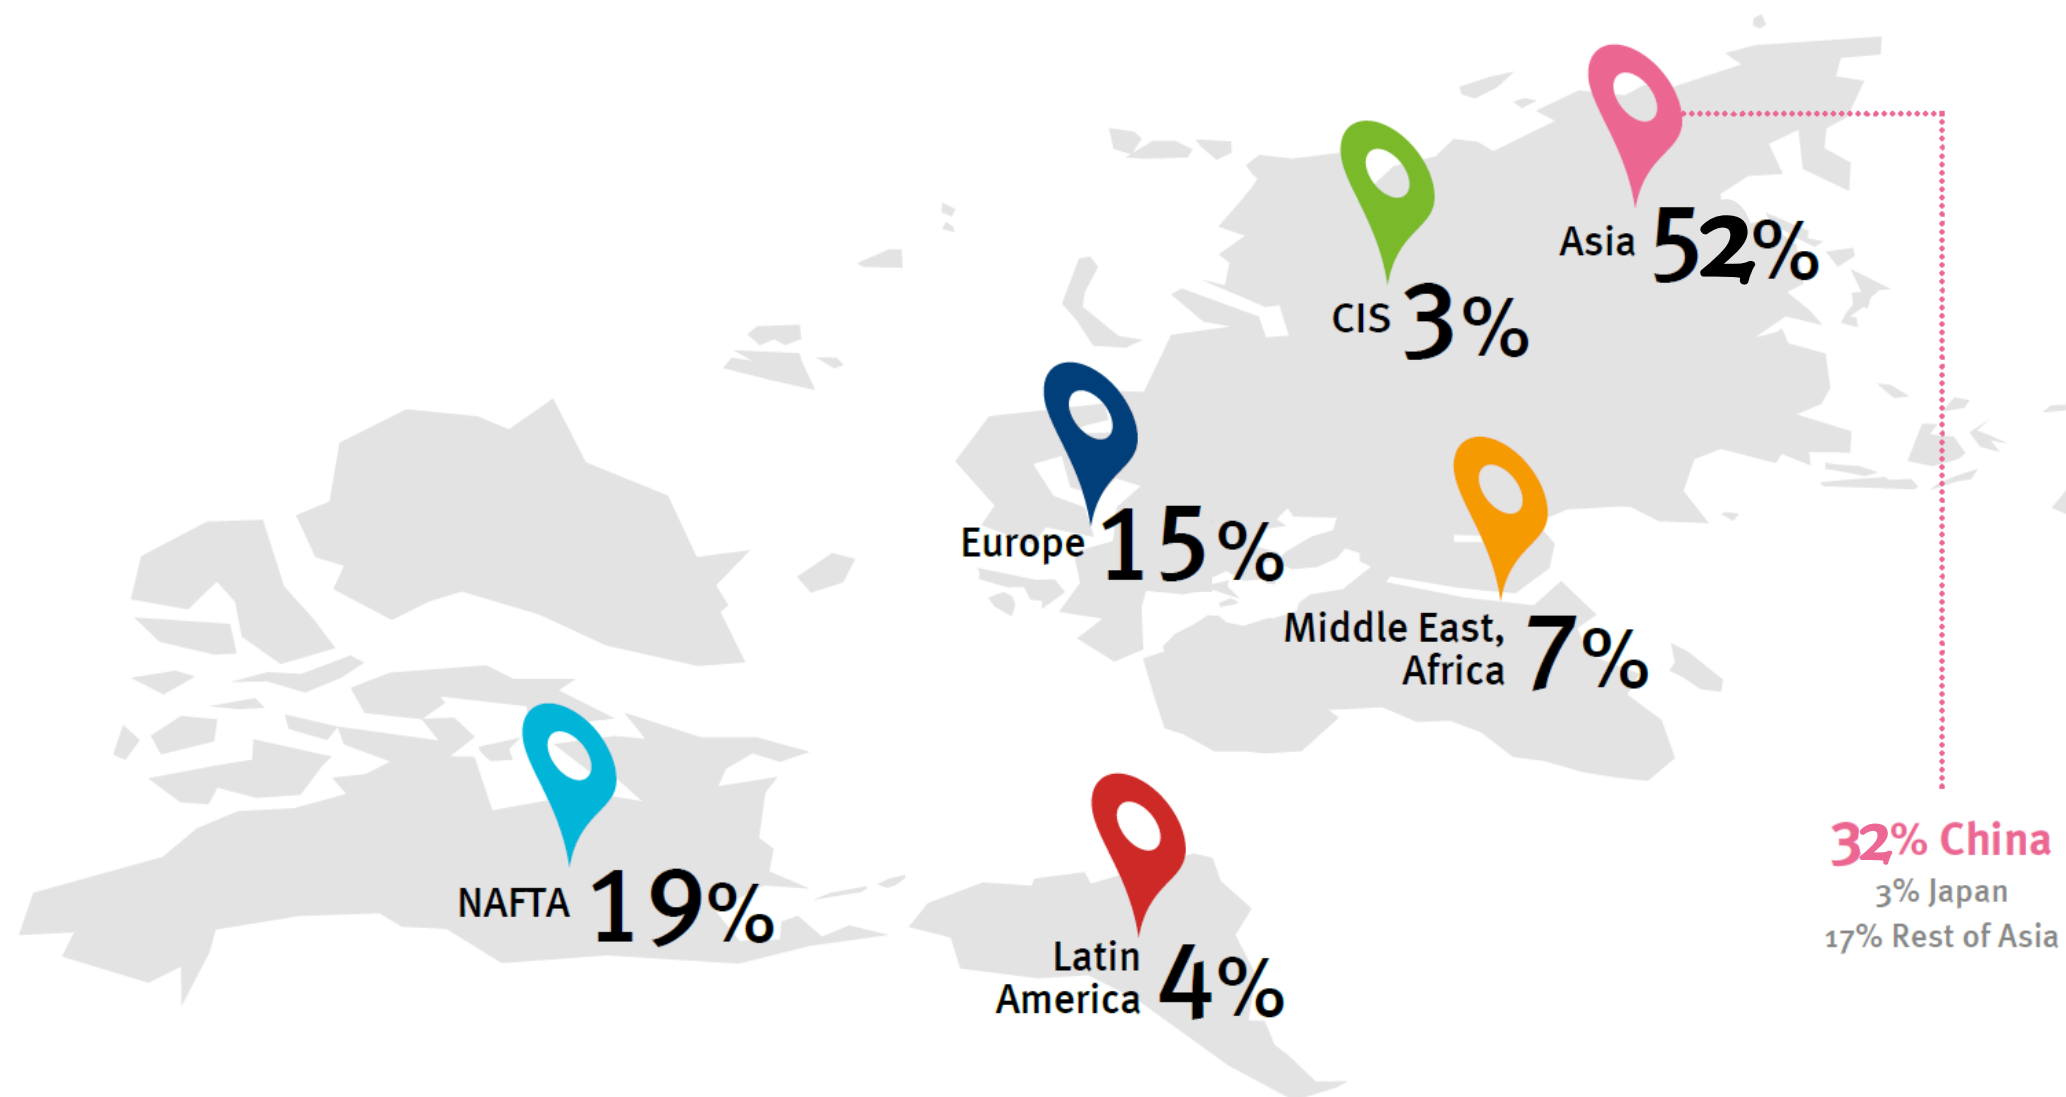 Asia 52%
CIS 3%
Europe 15%
Middle East,
Africa 7%
NAFTA 19%
Latin
America 4%
32% China
3% Japan
17% Rest of Asia